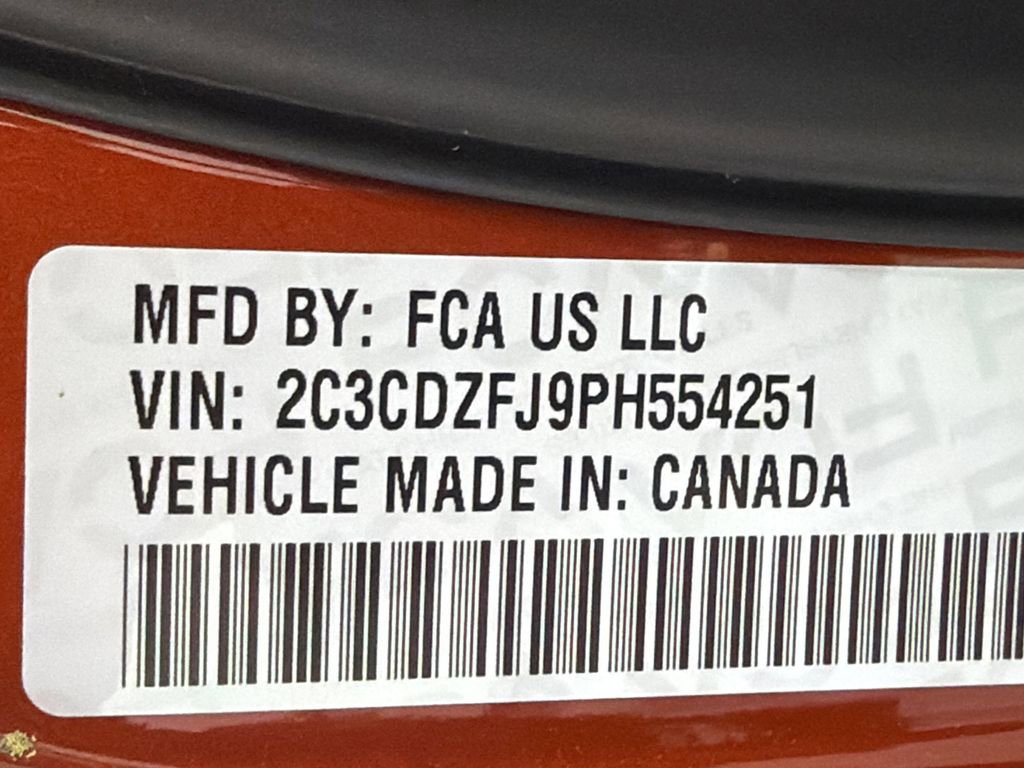 MFD BY: FCA US LLC
VIN: 2C3CDZFJ9PH554251
VEHICLE MADE IN: CANADA